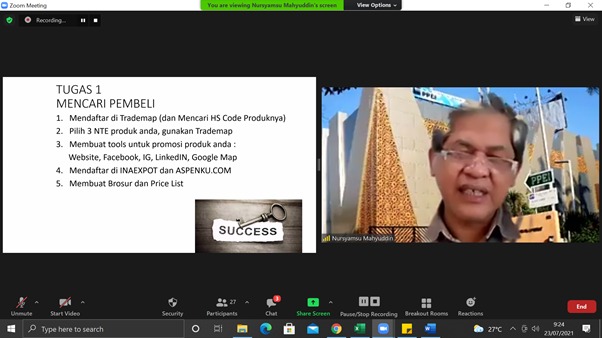 Zoom Meeting
You are viewing Nursyamsu Mahyuddin's screen
View Options
Recording...
View
TUGAS 1
MENCARI PEMBELI
1. Mendaftar di Trademap (dan Mencari HS Code Produknya)
2. Pilih 3 NTE produk anda, gunakan Trademap
3. Membuat tools untuk promosi produk anda :
Website, Facebook, IG, LinkedIN, Google Map
4. Mendaftar di INAEXPOT dan ASPENKU.COM
5. Membuat Brosur dan Price List
SUCCESS
PPEI
Nursyamsu Mahyuddin
Unmute
Start Video
Security
Participants
27
Chat
3
Share Screen
Pause/Stop Recording
Breakout Rooms
Reactions
End
Type here to search
27°C
9:24
23/07/2021